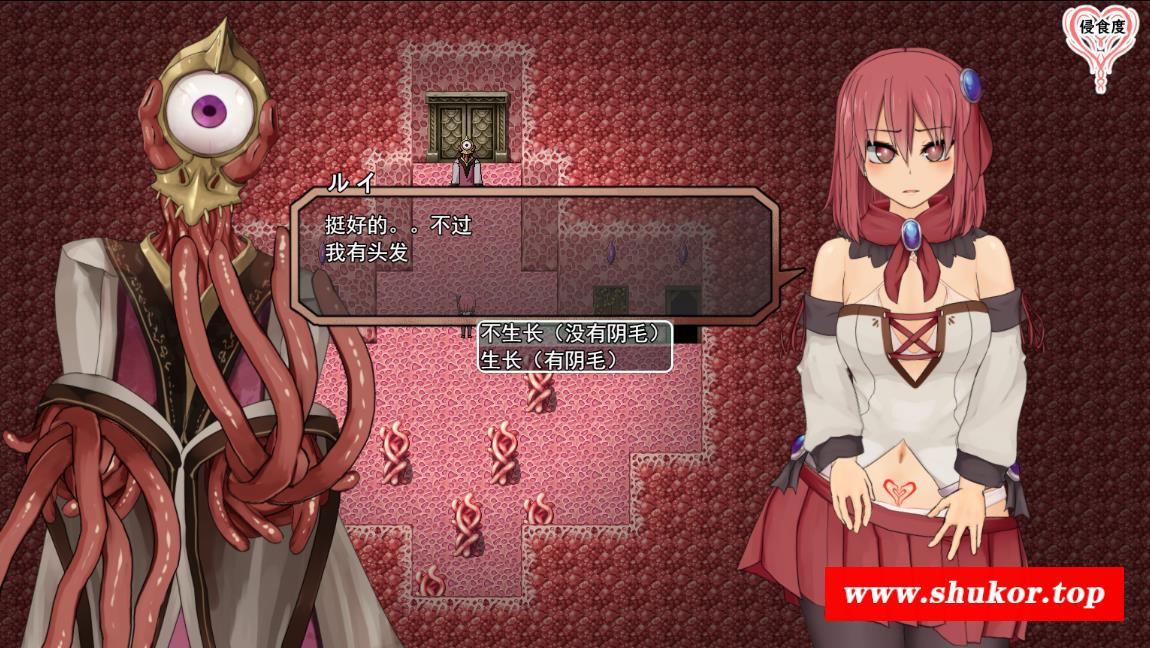 侵食度
ルイ
挺好的。。不过
我有头发
不生长（没有阴毛）
生长（有阴毛）
www.shukor.top